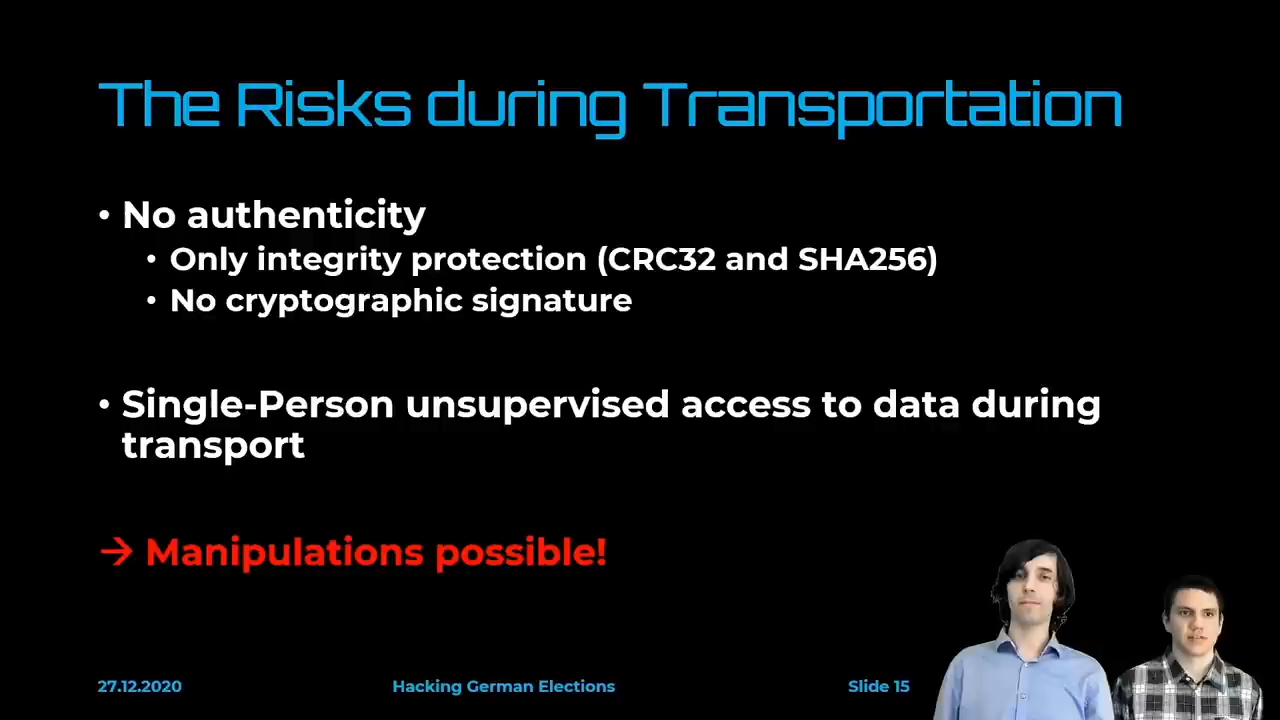 The Risks during Transportation
• No authenticity
• Only integrity protection (CRC32 and SHA256)
• No cryptographic signature
• Single-Person unsupervised access to data during
transport
→ Manipulations possible!
27.12.2020 Hacking German Elections Slide 15